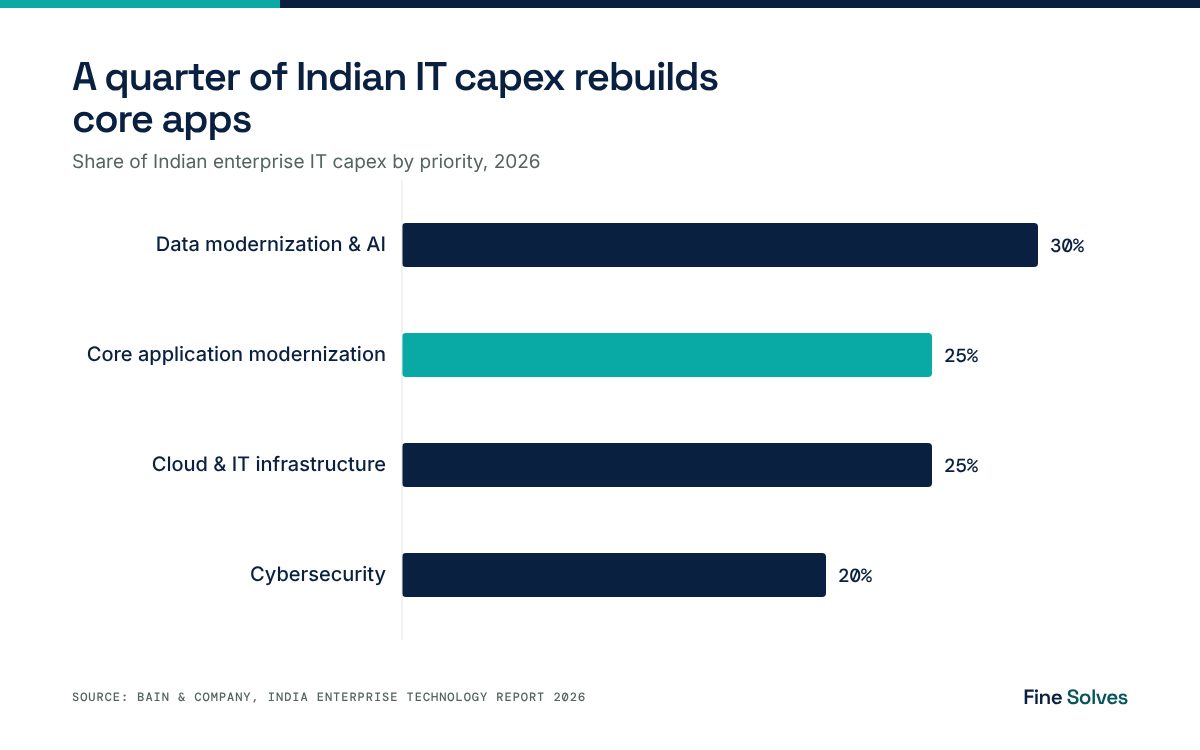 A quarter of Indian IT capex rebuilds
core apps
Share of Indian enterprise IT capex by priority, 2026
Data modernization & AI 30%
Core application modernization 25%
Cloud & IT infrastructure 25%
Cybersecurity 20%
SOURCE: BAIN & COMPANY, INDIA ENTERPRISE TECHNOLOGY REPORT 2026
Fine Solves